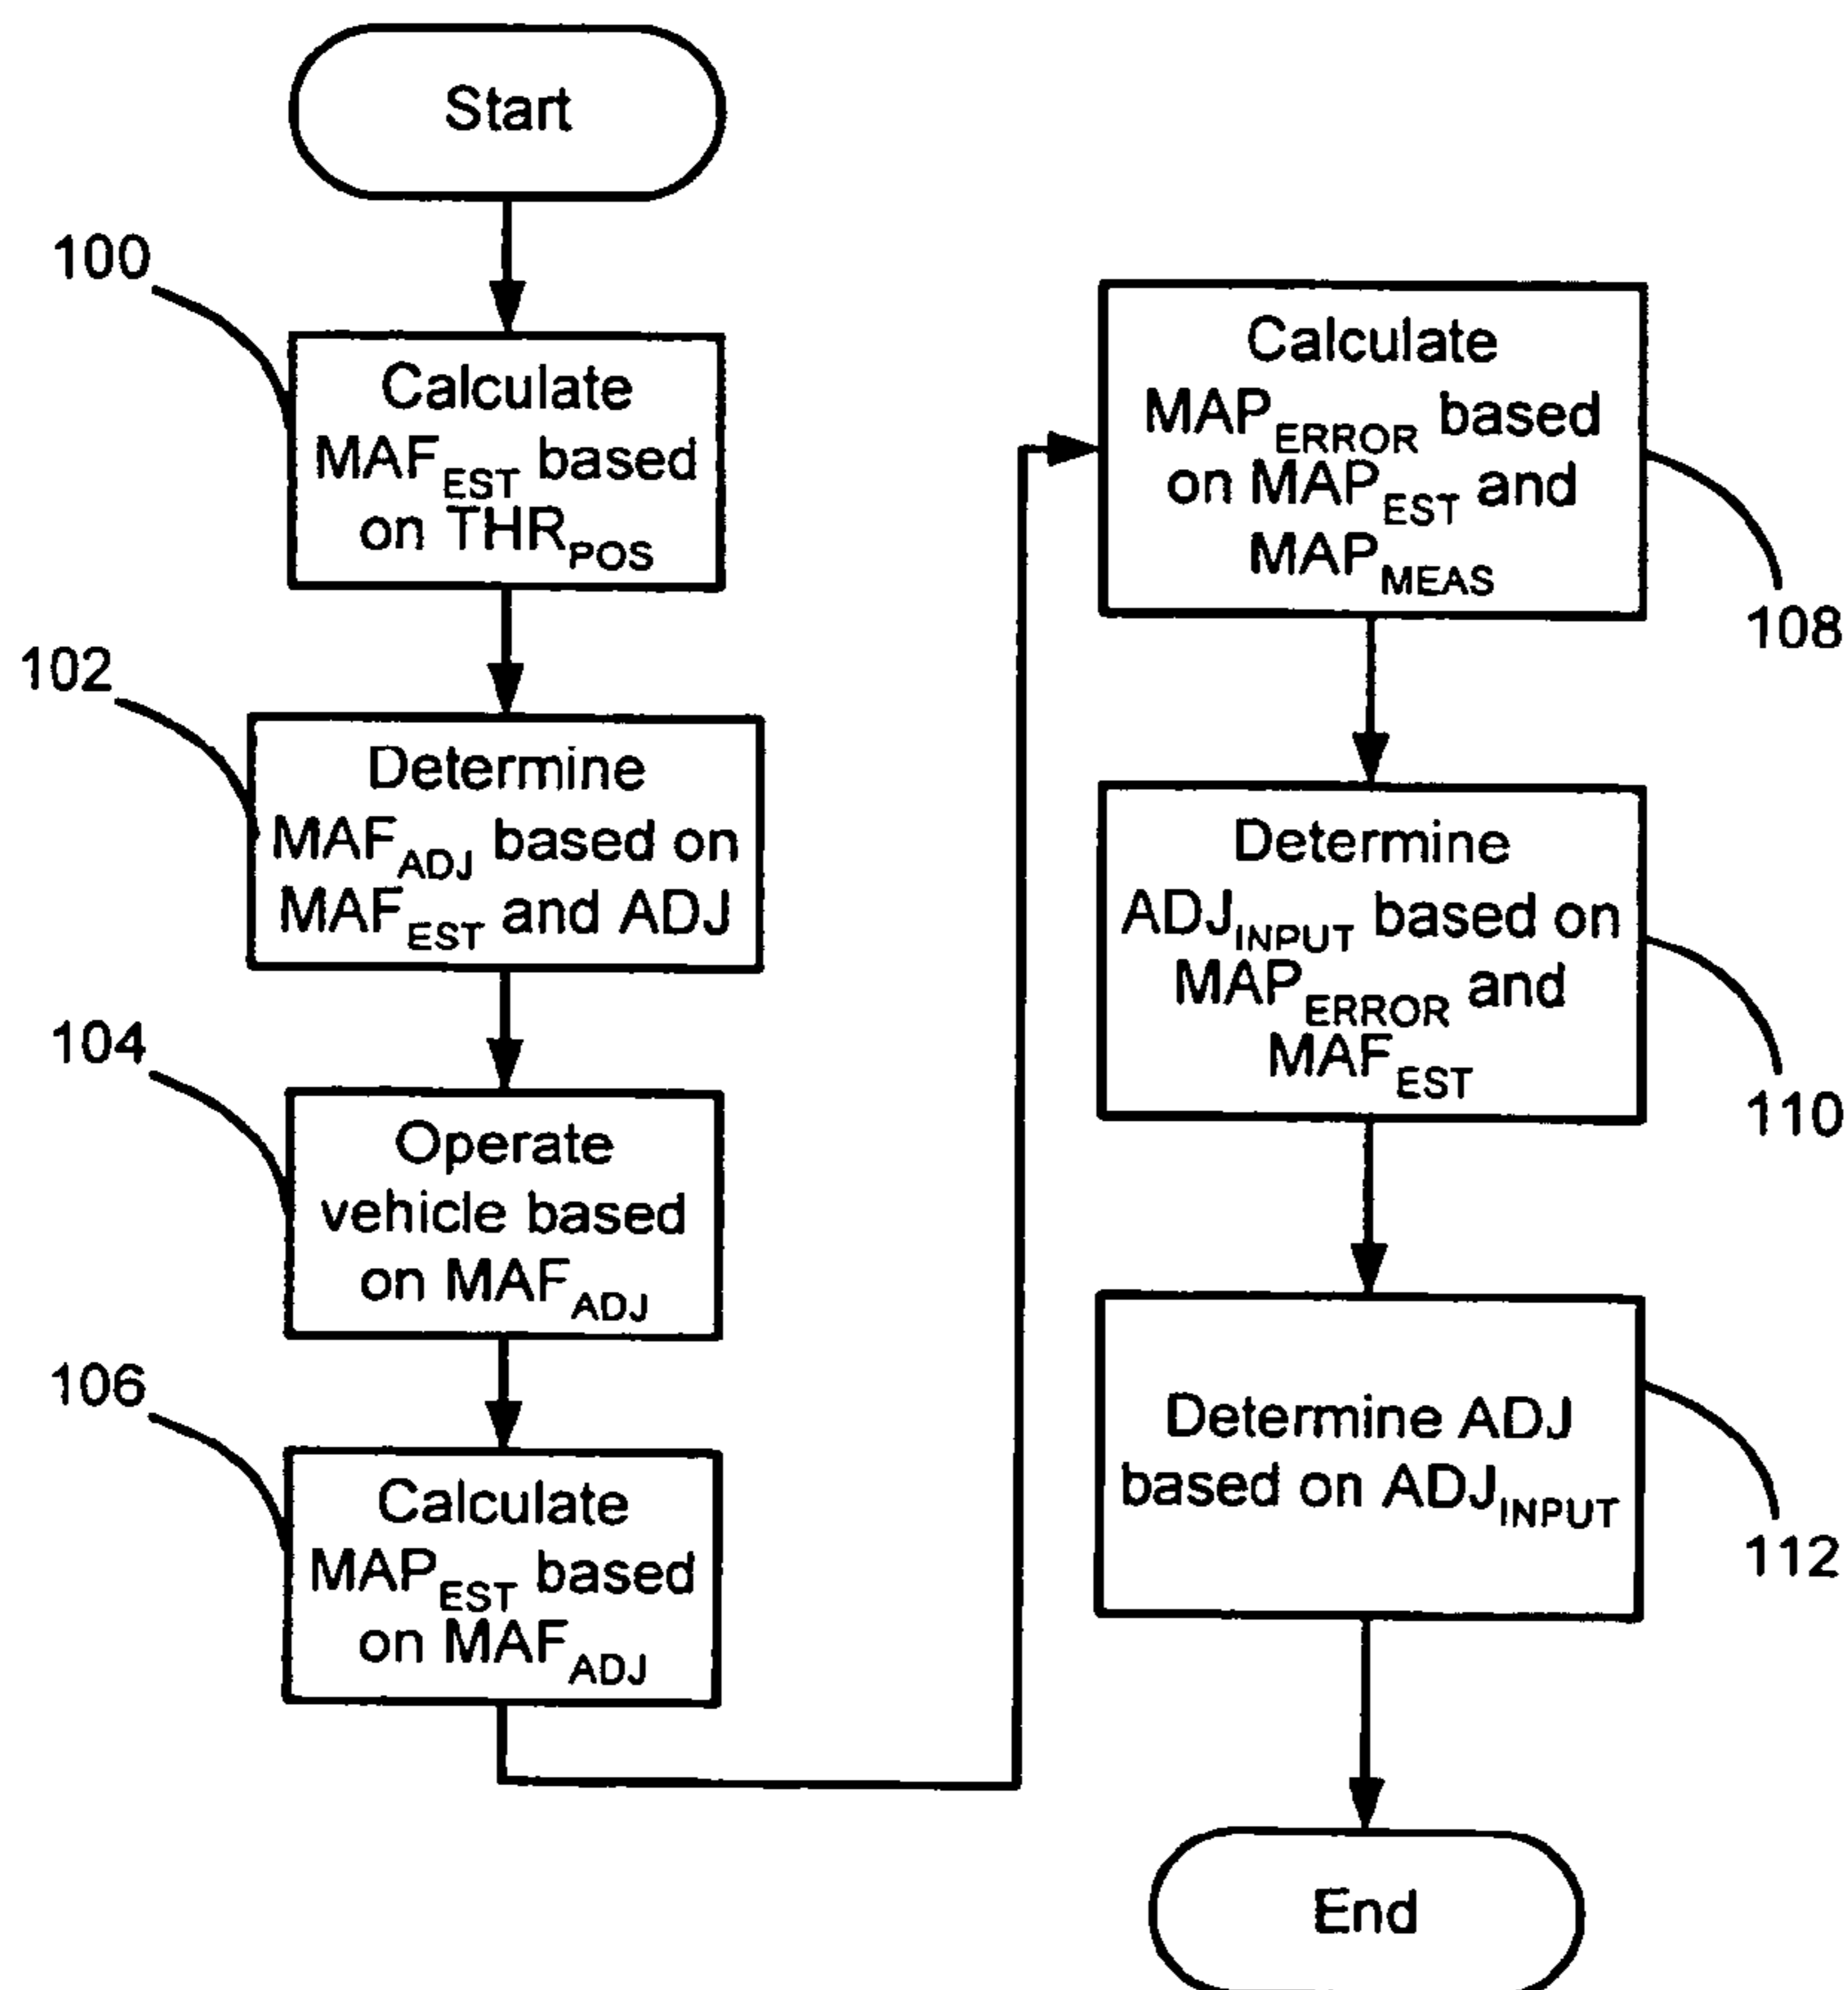 Start
100
Calculate
MAF_EST based
on THR_POS
102
Determine
MAF_ADJ based on
MAF_EST and ADJ
104
Operate
vehicle based
on MAF_ADJ
106
Calculate
MAP_EST based
on MAF_ADJ
Calculate
MAP_ERROR based
on MAP_EST and
MAP_MEAS
108
Determine
ADJ_INPUT based on
MAP_ERROR and
MAF_EST
110
Determine ADJ
based on ADJ_INPUT
112
End